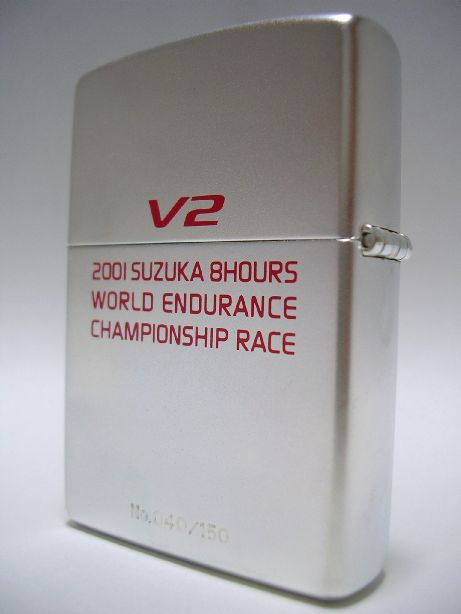 V2
2001 SUZUKA 8HOURS
WORLD ENDURANCE
CHAMPIONSHIP RACE
No.040/150